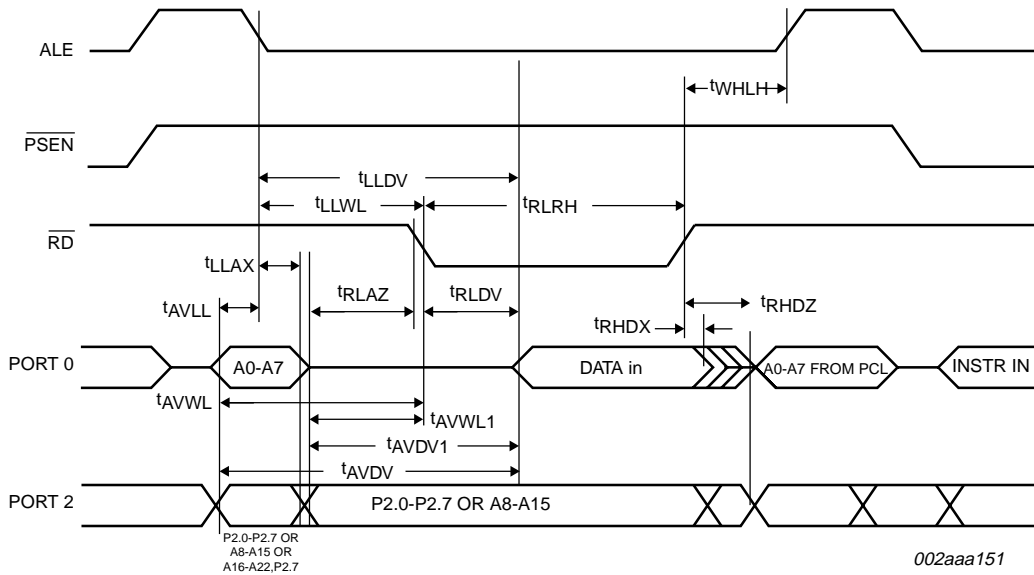 ALE
tWHLH
PSEN
tLLDV
tLLWL
tRLRH
RD
tLLAX
tRLAZ
tRLDV
tRHDZ
tAVLL
tRHDX
PORT 0
A0-A7
DATA in
A0-A7 FROM PCL
INSTR IN
tAVWL
tAVWL1
tAVDV1
tAVDV
PORT 2
P2.0-P2.7 OR A8-A15
P2.0-P2.7 OR
A8-A15 OR
A16-A22,P2.7
002aaa151